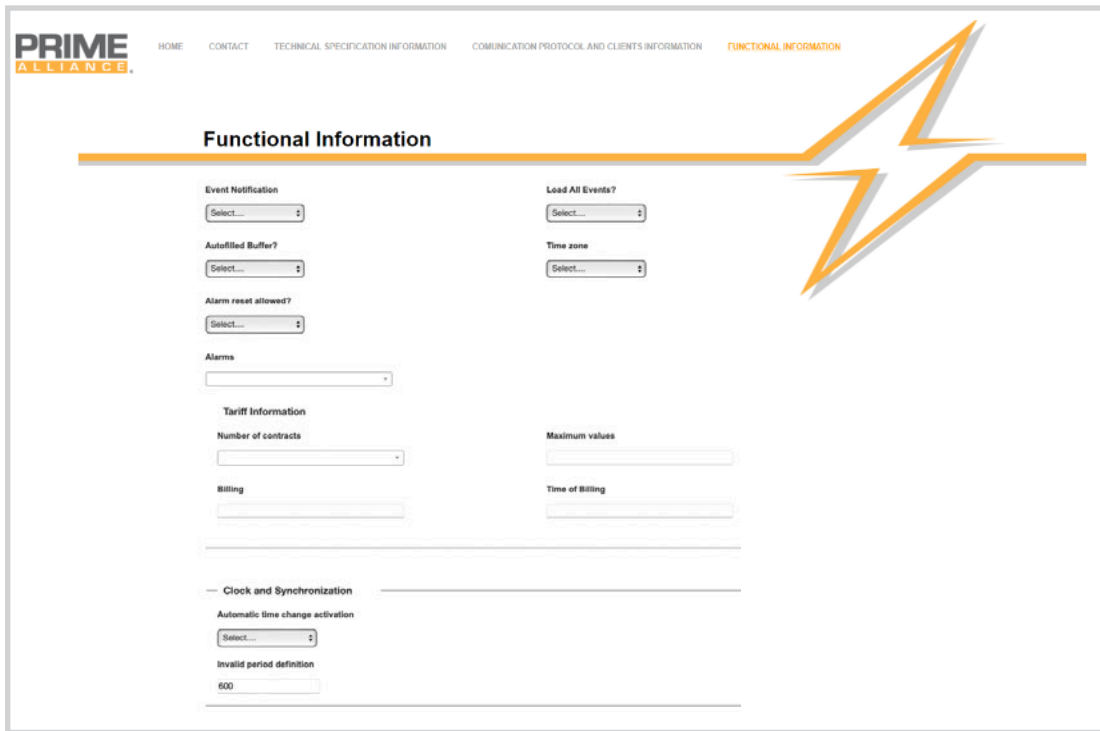 PRIME
ALLIANCE
HOME CONTACT TECHNICAL SPECIFICATION INFORMATION COMUNICATION PROTOCOL AND CLIENTS INFORMATION FUNCTIONAL INFORMATION
Functional Information
Event Notification Load All Events?
Select.... Select....
Autofilled Buffer? Time zone
Select.... Select....
Alarm reset allowed?
Select....
Alarms
Tariff Information
Number of contracts Maximum values
Billing Time of Billing
Clock and Synchronization
Automatic time change activation
Select....
Invalid period definition
600